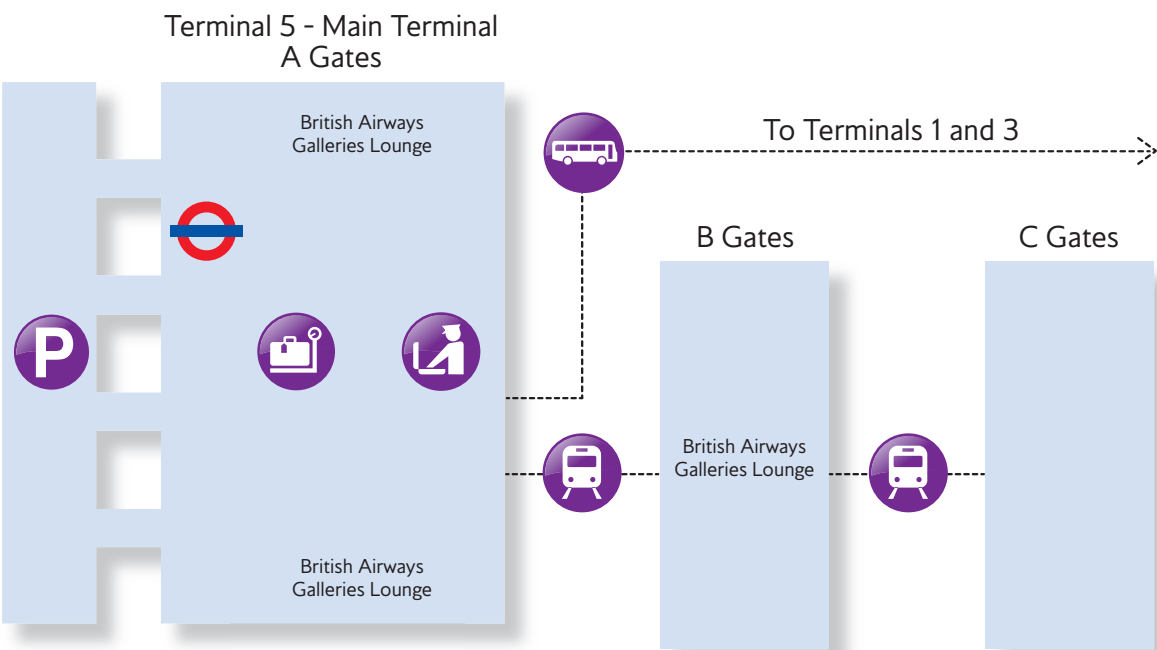 Terminal 5 - Main Terminal
A Gates
British Airways
Galleries Lounge
To Terminals 1 and 3
B Gates
C Gates
P
British Airways
Galleries Lounge
British Airways
Galleries Lounge